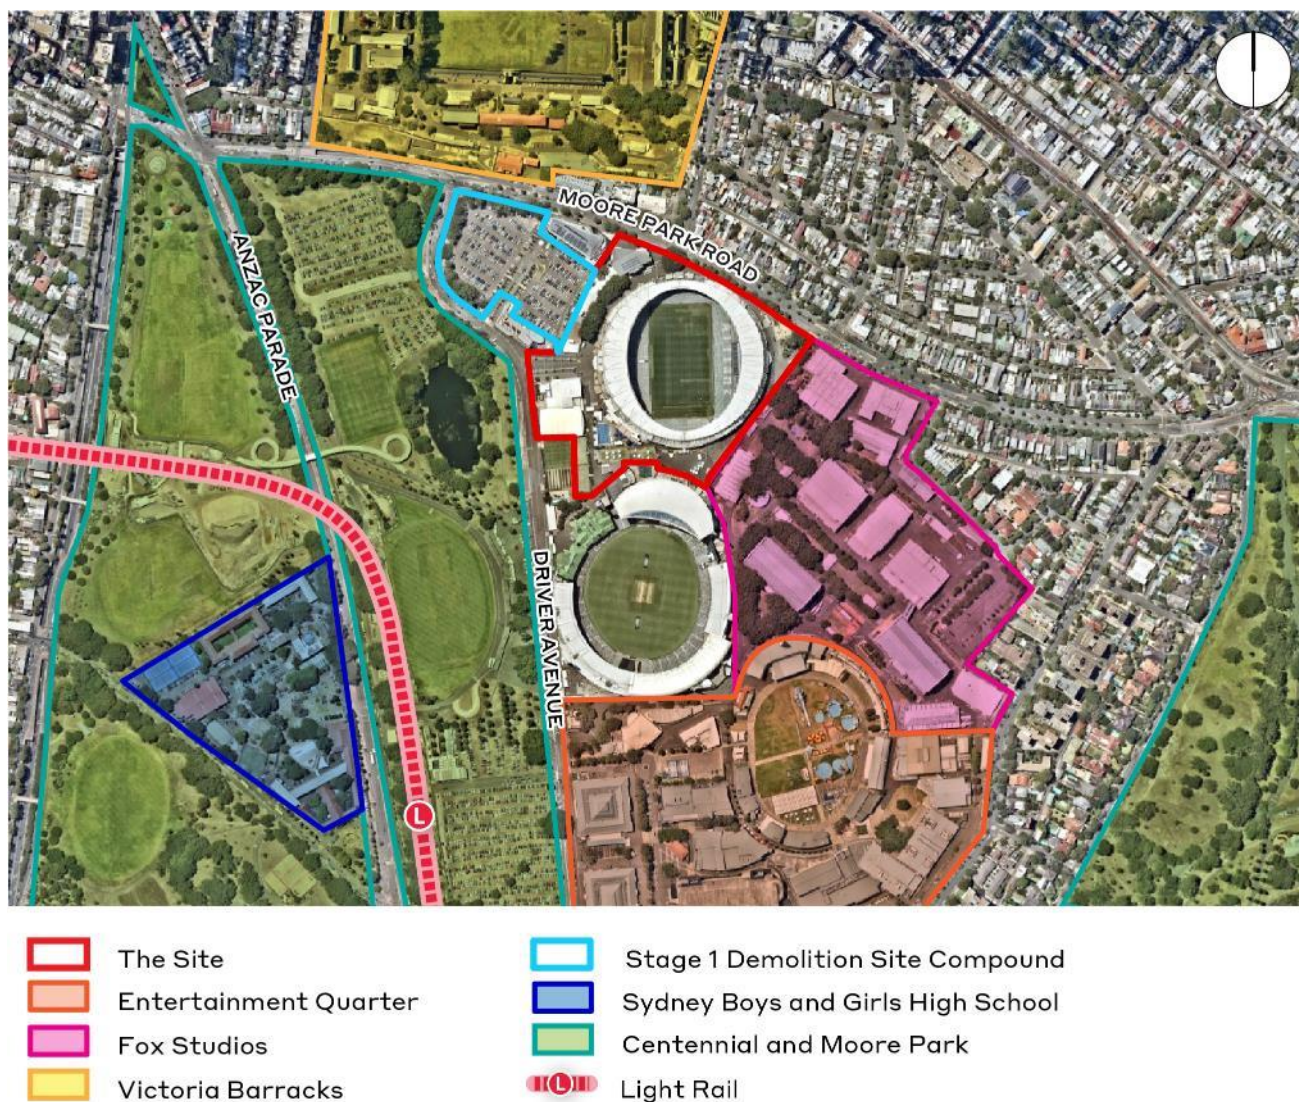 MOORE PARK ROAD
ANZAC PARADE
DRIVER AVENUE
L
The Site
Entertainment Quarter
Fox Studios
Victoria Barracks
Stage 1 Demolition Site Compound
Sydney Boys and Girls High School
Centennial and Moore Park
L Light Rail